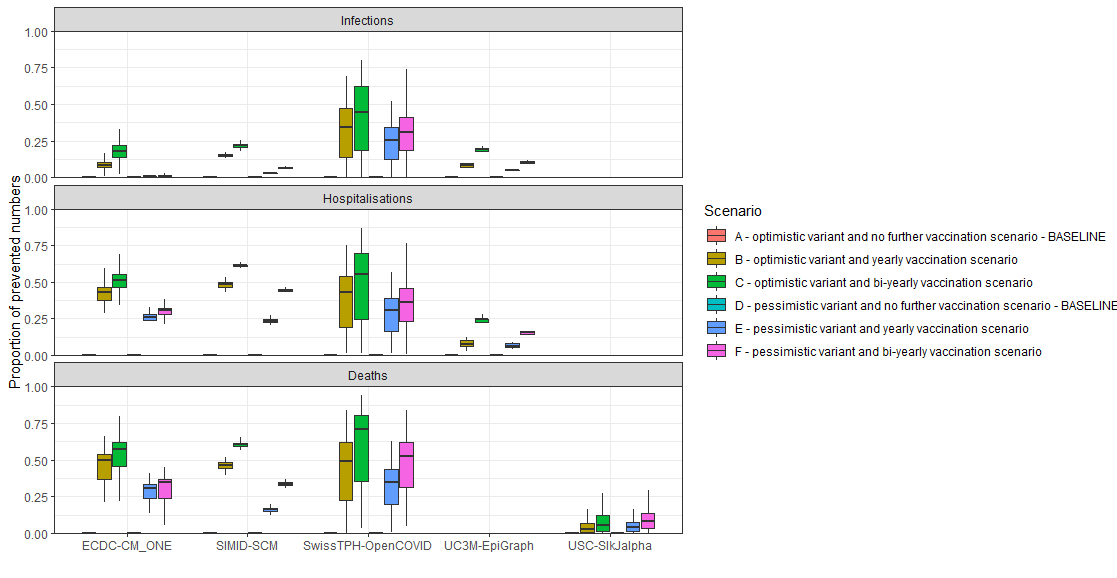 Infections
1.00
0.75
0.50
0.25
0.00
Hospitalisations
1.00
0.75
0.50
0.25
0.00
Deaths
1.00
0.75
0.50
0.25
0.00
Proportion of prevented numbers
ECDC-CM_ONE
SIMID-SCM
SwissTPH-OpenCOVID
UC3M-EpiGraph
USC-SIkJalpha
Scenario
A - optimistic variant and no further vaccination scenario - BASELINE
B - optimistic variant and yearly vaccination scenario
C - optimistic variant and bi-yearly vaccination scenario
D - pessimistic variant and no further vaccination scenario - BASELINE
E - pessimistic variant and yearly vaccination scenario
F - pessimistic variant and bi-yearly vaccination scenario